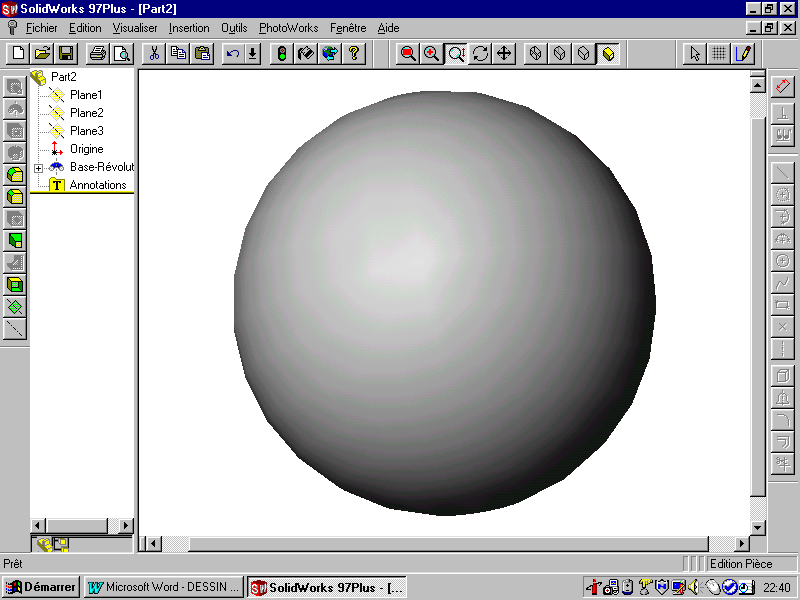 SolidWorks 97Plus - [Part2]
Fichier Edition Visualiser Insertion Outils PhotoWorks Fenêtre Aide
Part2
Plane1
Plane2
Plane3
Origine
Base-Révolut
T Annotations
Prêt
Edition Pièce
Démarrer
Microsoft Word - DESSIN ...
SolidWorks 97Plus - [...
22:40